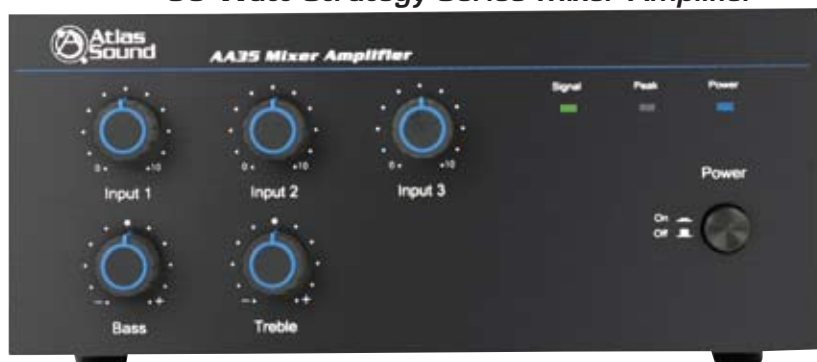 35-Watt Strategy Series Mixer Amplifier
Atlas
Sound
AA35 Mixer Amplifier
Signal Peak Power
0 +10 0 +10 0 +10
Input 1 Input 2 Input 3
Power
On
Off
- + - +
Bass Treble